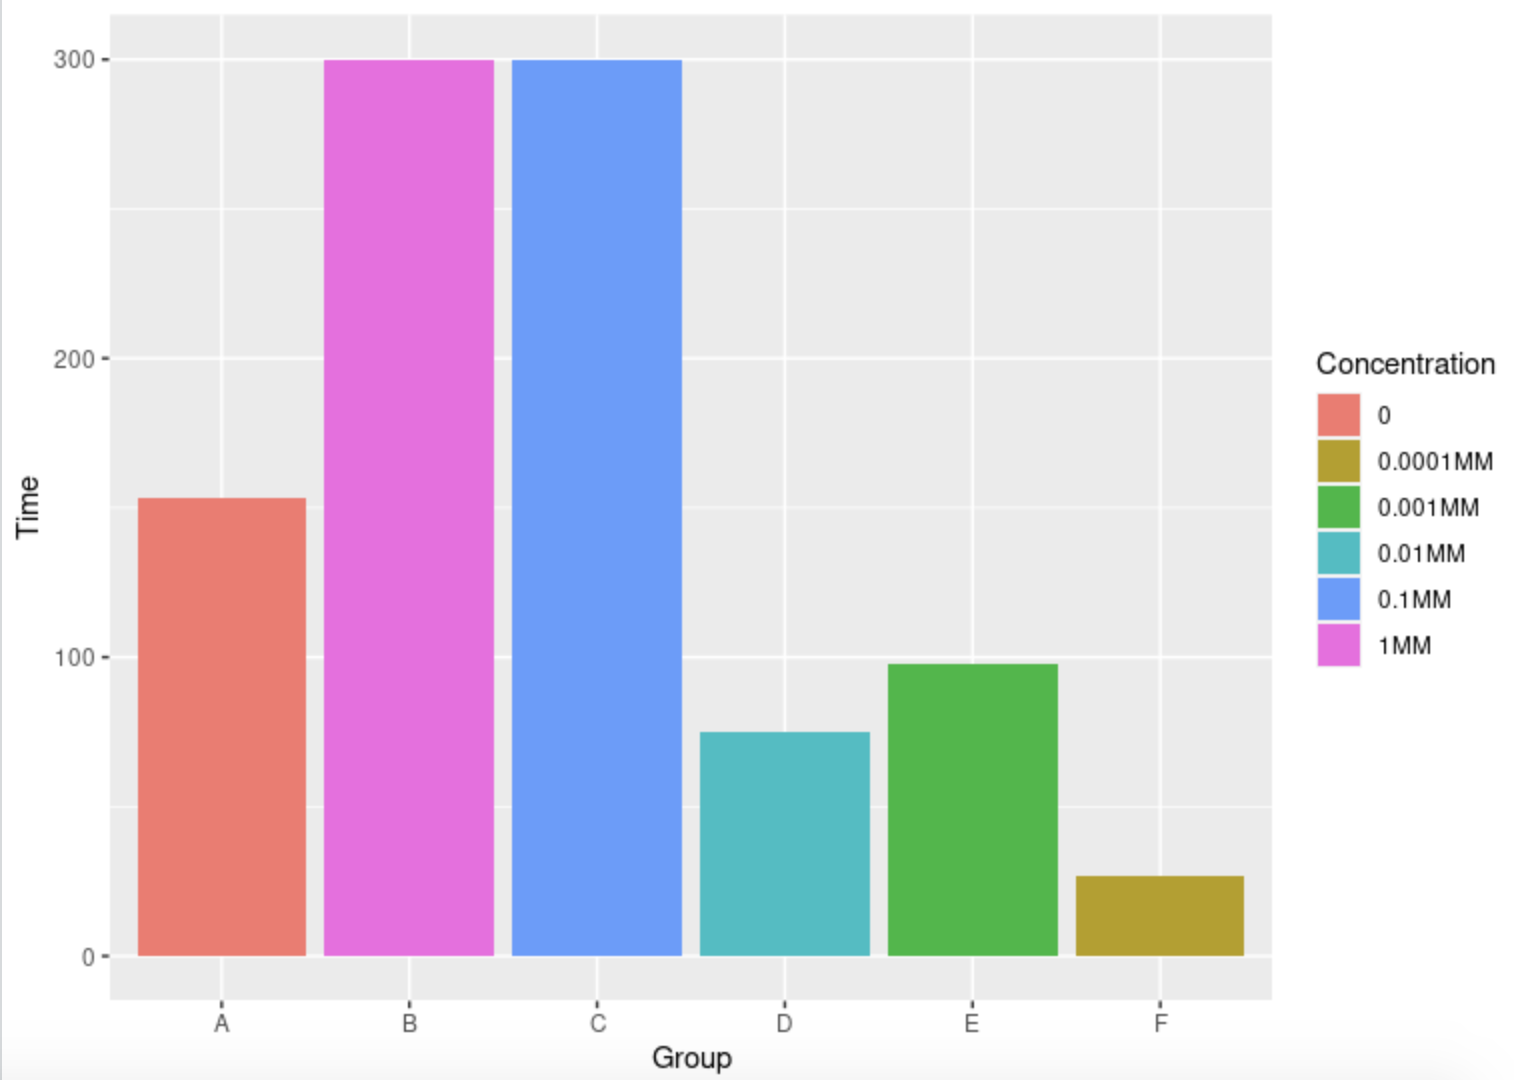 300
200
100
0
Time
A B C D E F
Group
Concentration
0
0.0001MM
0.001MM
0.01MM
0.1MM
1MM